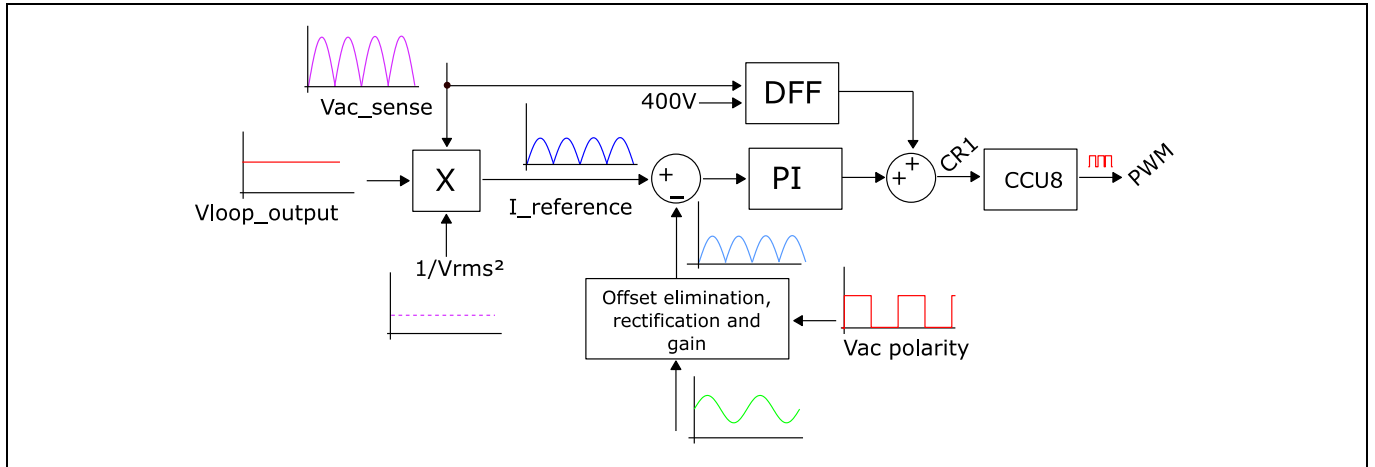 Vac_sense
400V
DFF
Vloop_output
X
I_reference
+
−
PI
+
+
CR1
CCU8
PWM
1/Vrms²
Offset elimination,
rectification and
gain
Vac polarity